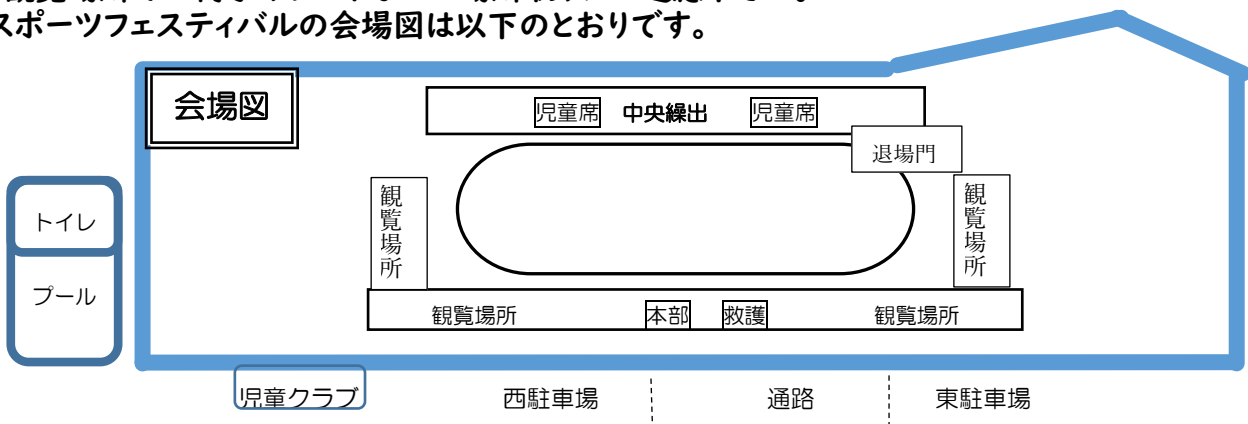 スポーツフェスティバルの会場図は以下のとおりです。
会場図
児童席 中央繰出 児童席
退場門
観覧場所
観覧場所
トイレ
プール
観覧場所 本部 救護 観覧場所
児童クラブ 西駐車場 通路 東駐車場